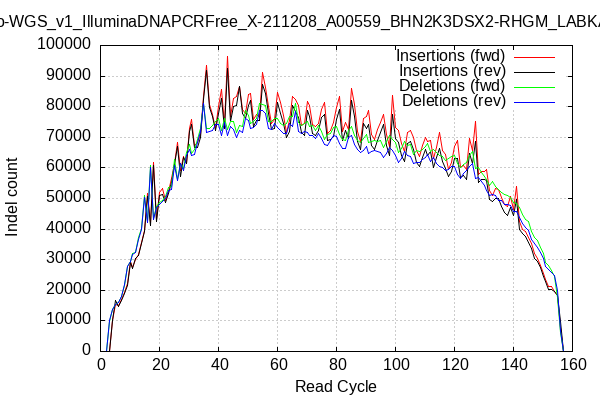 o-WGS_v1_IlluminaDNAPCRFree_X-211208_A00559_BHN2K3DSX2-RHGM_LABKA
Insertions (fwd)
Insertions (rev)
Deletions (fwd)
Deletions (rev)
Indel count
100000
90000
80000
70000
60000
50000
40000
30000
20000
10000
0
0 20 40 60 80 100 120 140 160
Read Cycle